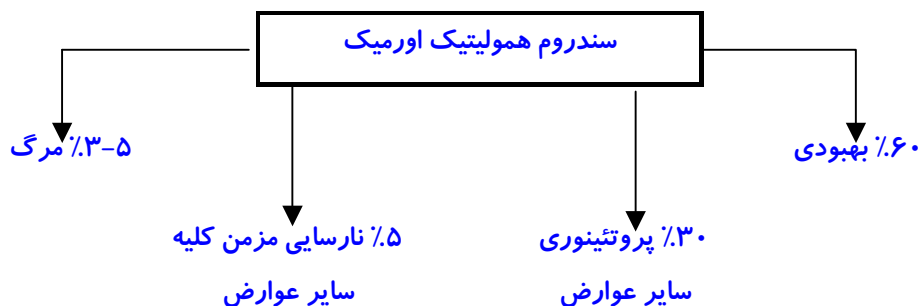 سندروم همولیتیک اورمیک
٪۶۰ بهبودی
٪۳-۵ مرگ
٪۳۰ پروتئینوری
سایر عوارض
٪۵ نارسایی مزمن کلیه
سایر عوارض